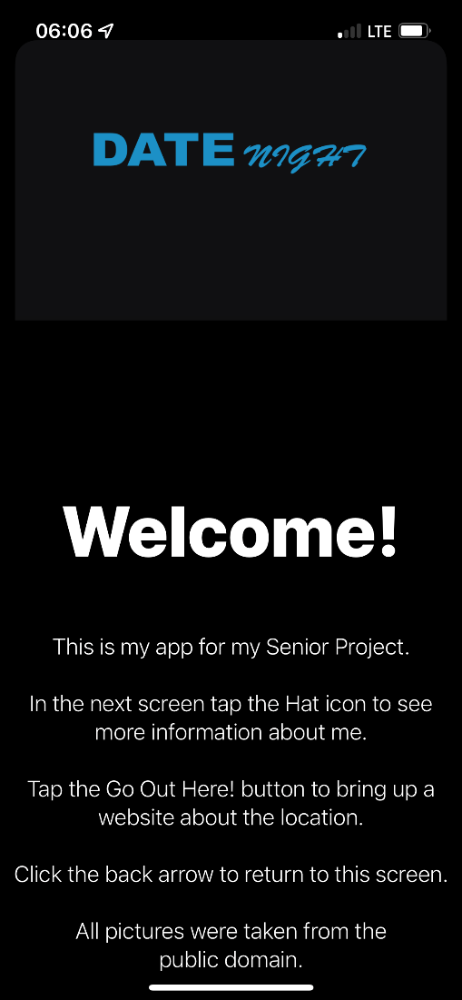 06:06 LTE
DATE NIGHT
Welcome!
This is my app for my Senior Project.
In the next screen tap the Hat icon to see
more information about me.
Tap the Go Out Here! button to bring up a
website about the location.
Click the back arrow to return to this screen.
All pictures were taken from the
public domain.